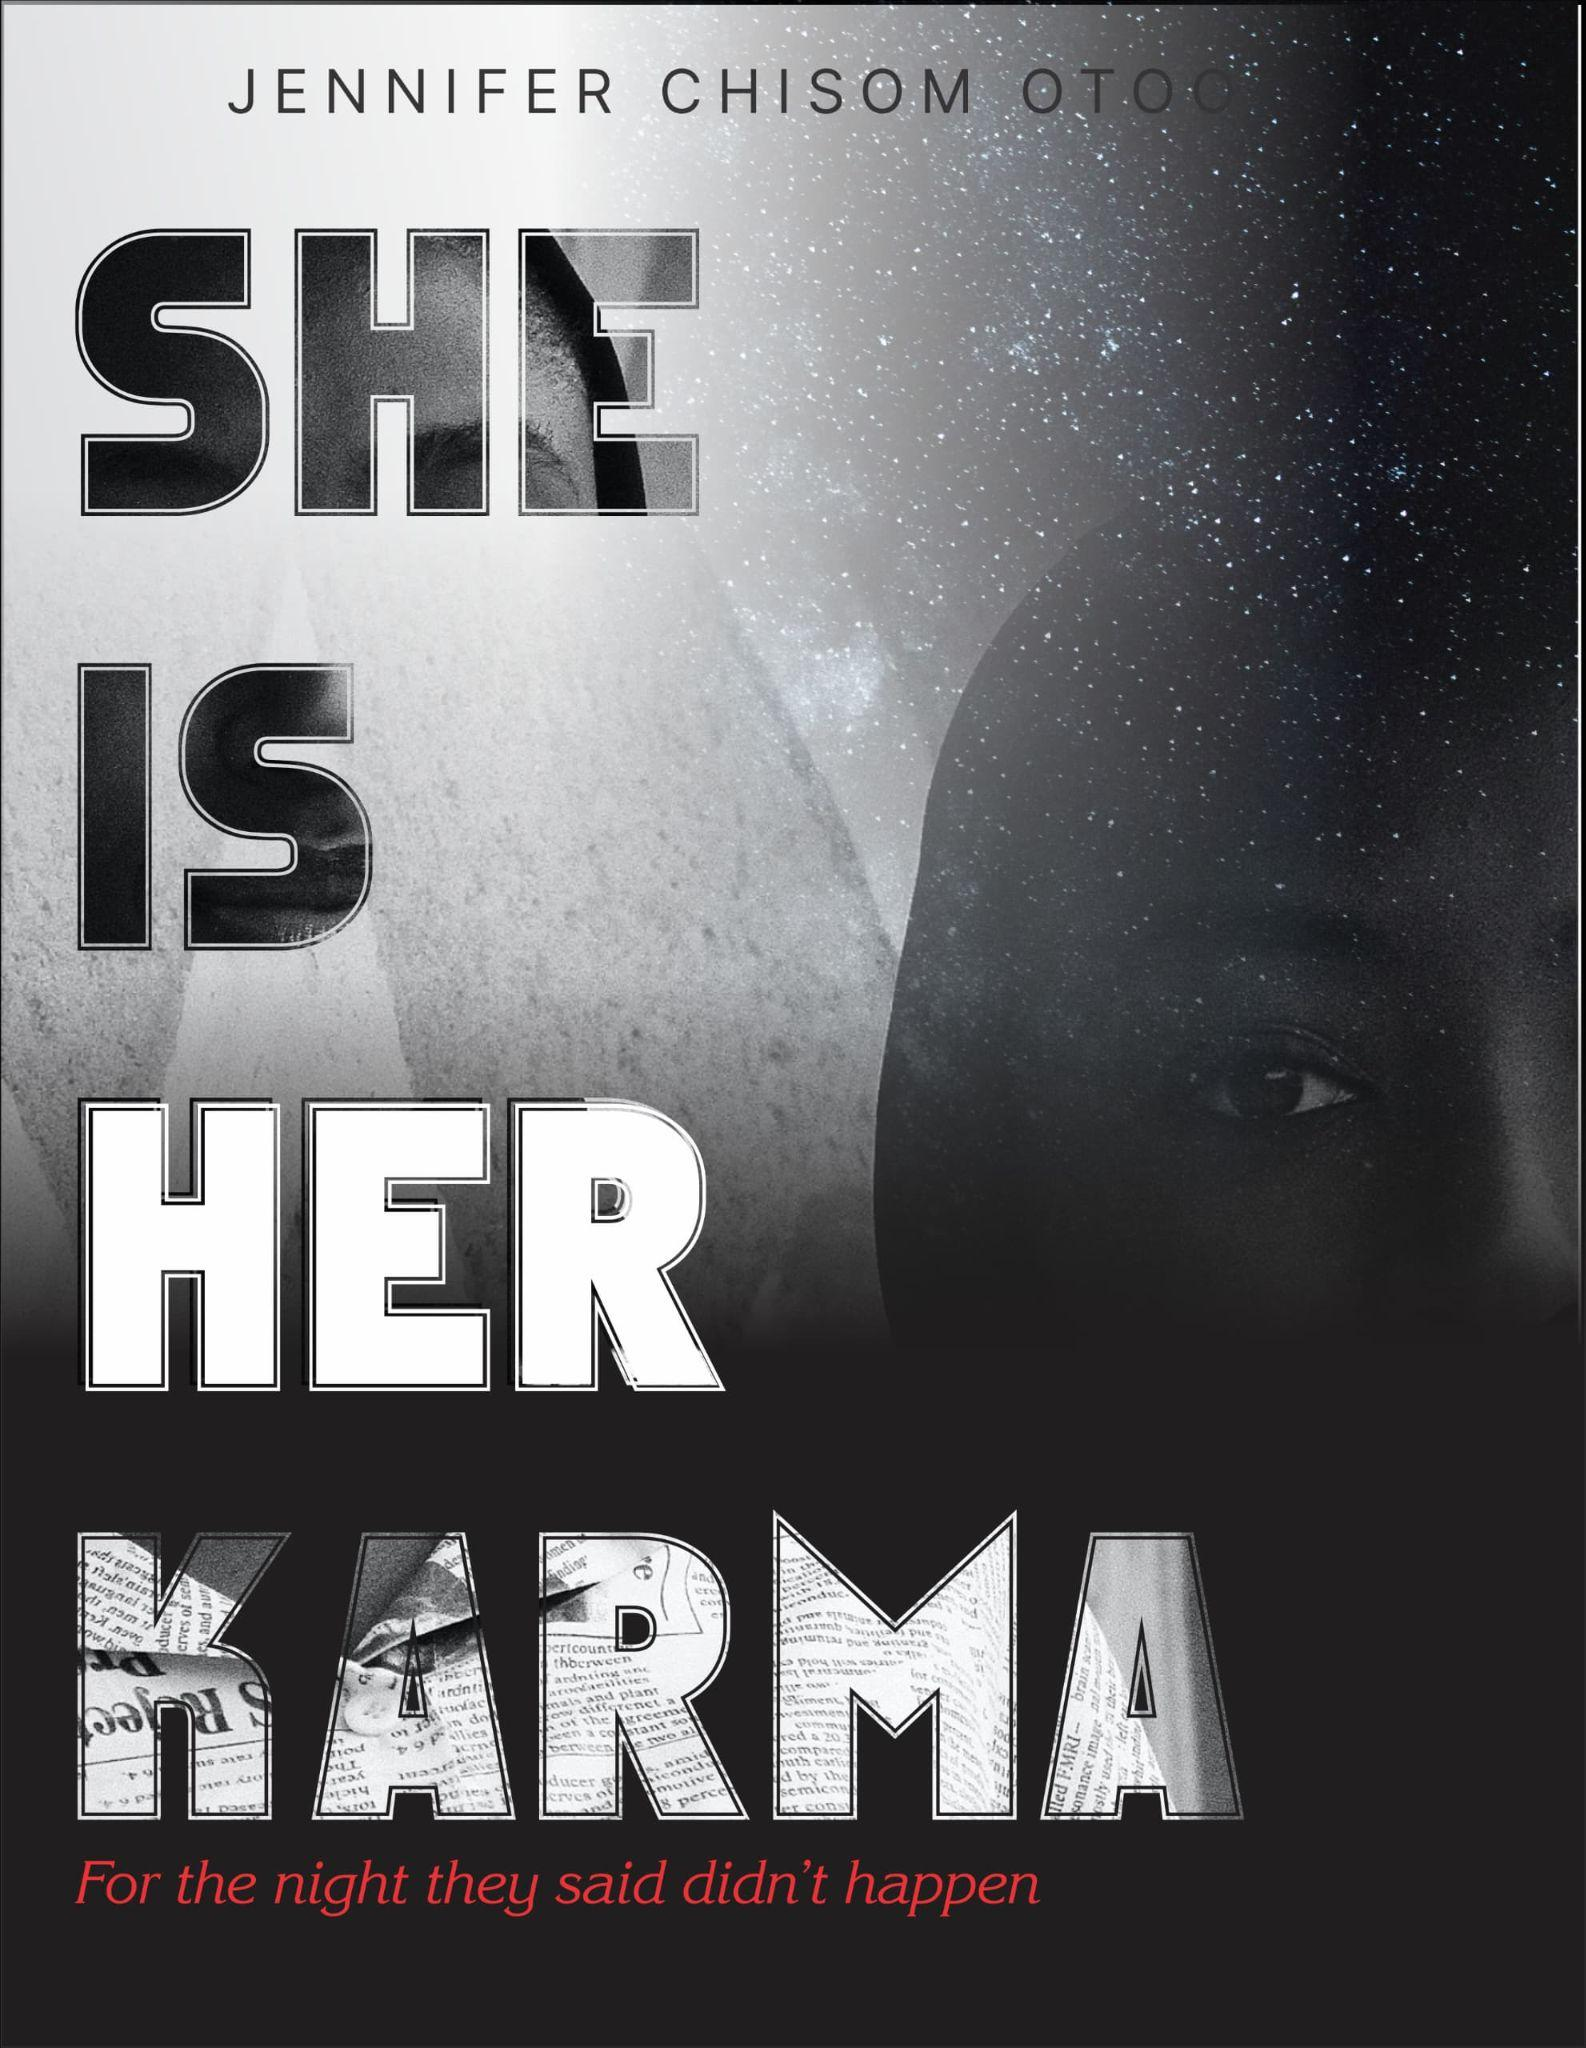 JENNIFER CHISOM OTOO
SHE
IS
HER
KARMA
For the night they said didn't happen